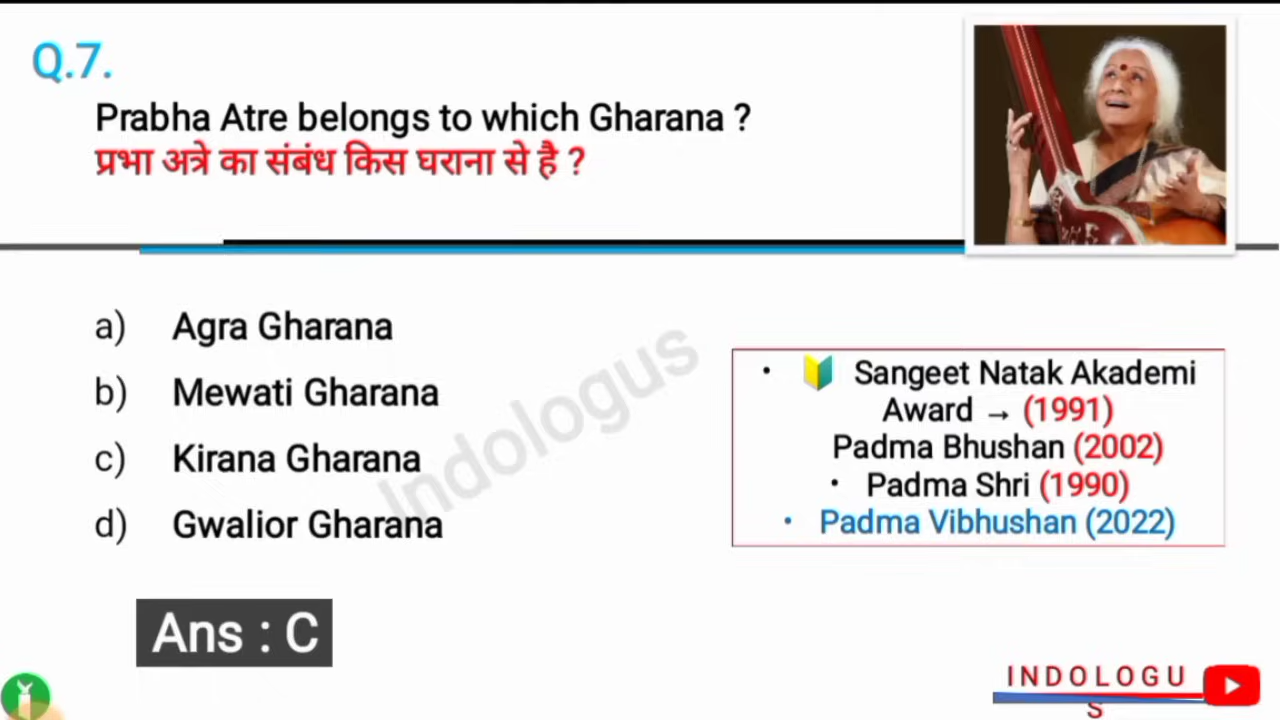 Q.7.
Prabha Atre belongs to which Gharana ?
प्रभा अत्रे का संबंध किस घराना से है ?
a) Agra Gharana
b) Mewati Gharana
c) Kirana Gharana
d) Gwalior Gharana
• Sangeet Natak Akademi
Award → (1991)
Padma Bhushan (2002)
• Padma Shri (1990)
• Padma Vibhushan (2022)
Indologus
Ans : C
INDOLOGU
S